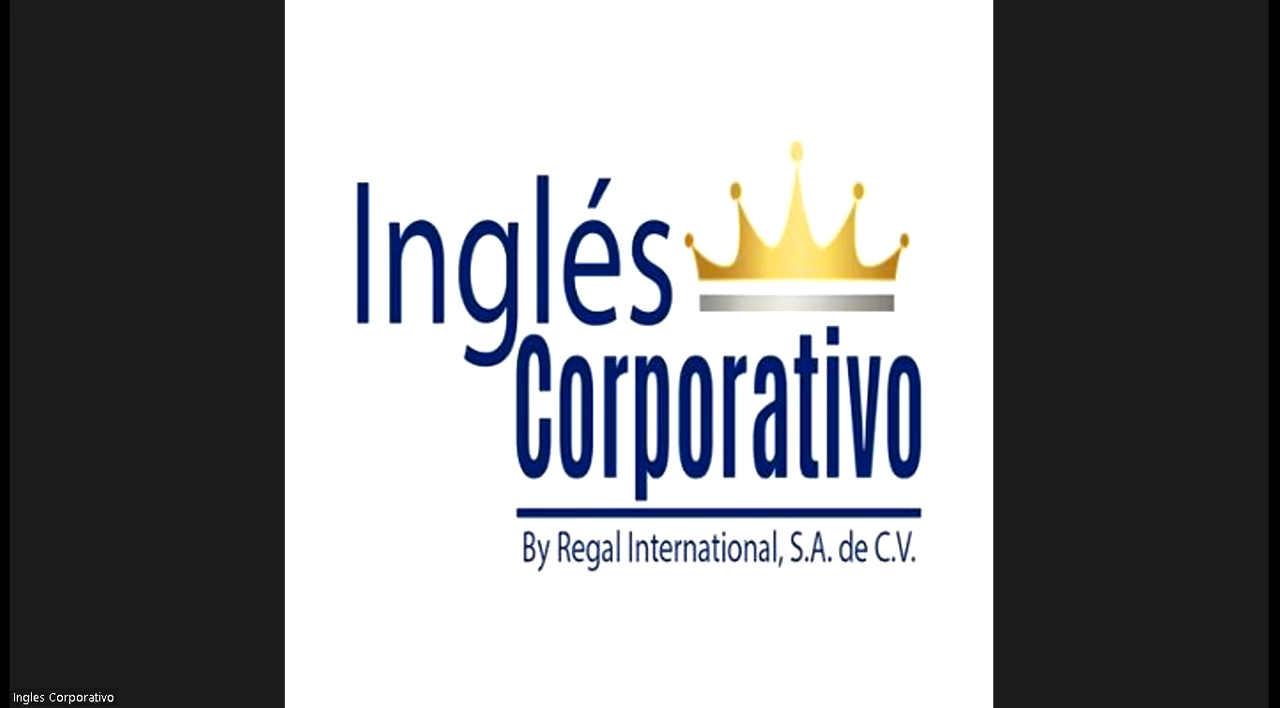 Inglés
Corporativo
By Regal International, S.A. de C.V.
Ingles Corporativo